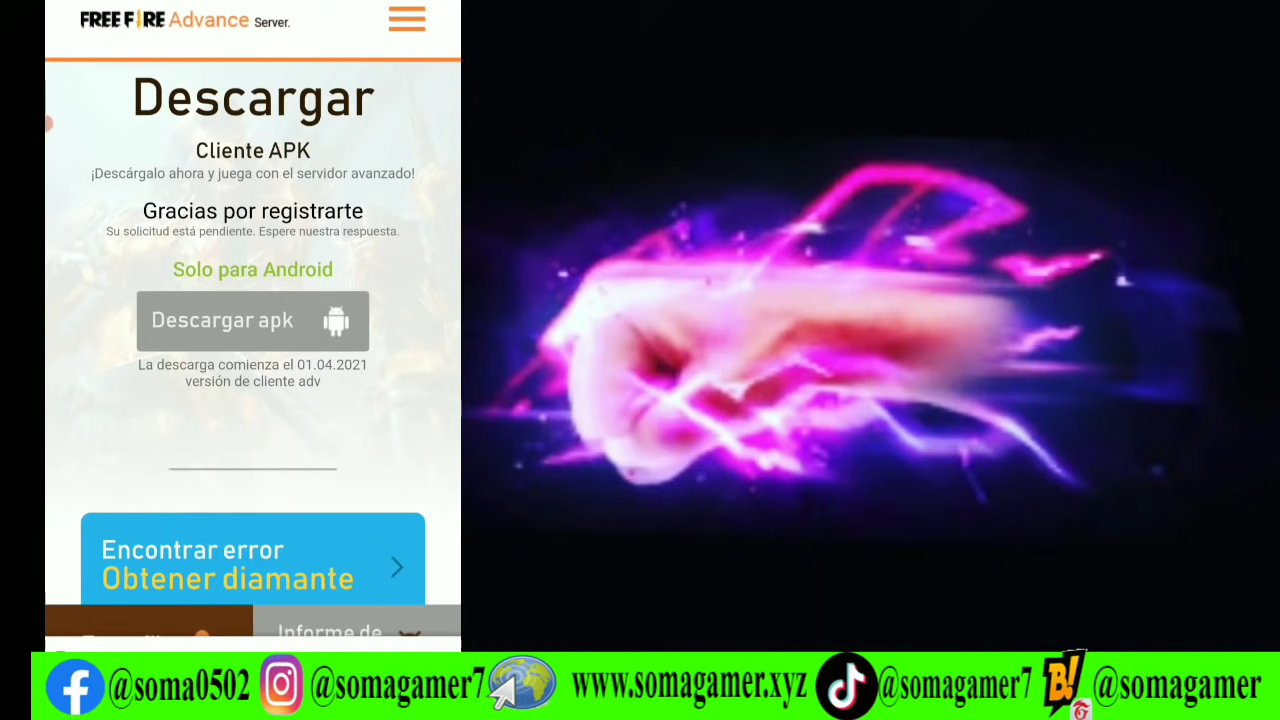 FREE FIRE Advance Server.
Descargar
Cliente APK
¡Descárgalo ahora y juega con el servidor avanzado!
Gracias por registrarte
Su solicitud está pendiente. Espere nuestra respuesta.
Solo para Android
Descargar apk
La descarga comienza el 01.04.2021
versión de cliente adv
Encontrar error
Obtener diamante
Informe de
@soma0502 @somagamer7 www.somagamer.xyz @somagamer7 B! @somagamer